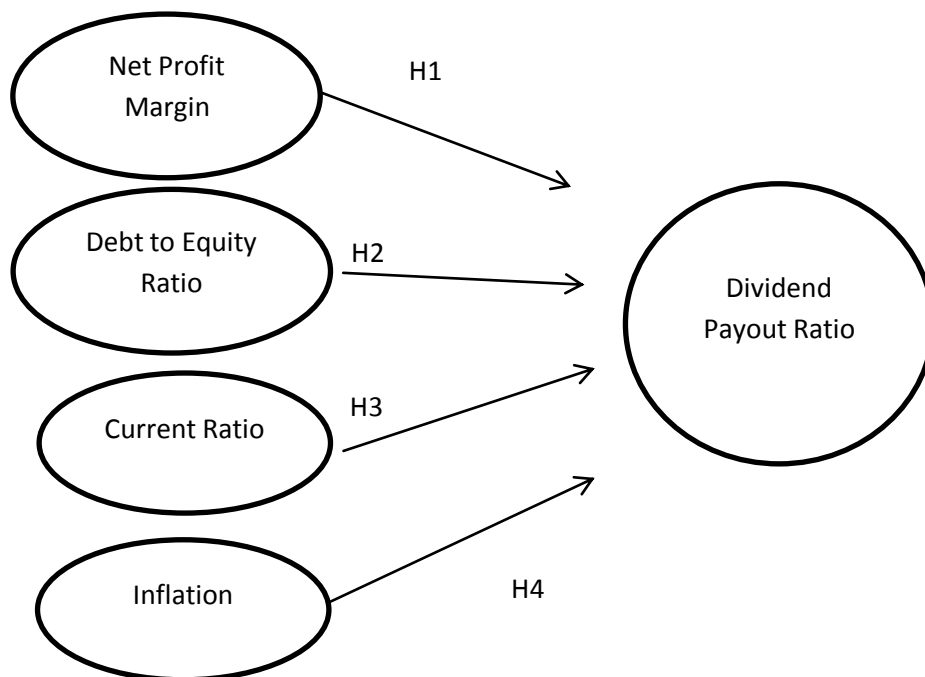 Net Profit
Margin
H1
Debt to Equity
Ratio
H2
Current Ratio
H3
Inflation
H4
Dividend
Payout Ratio